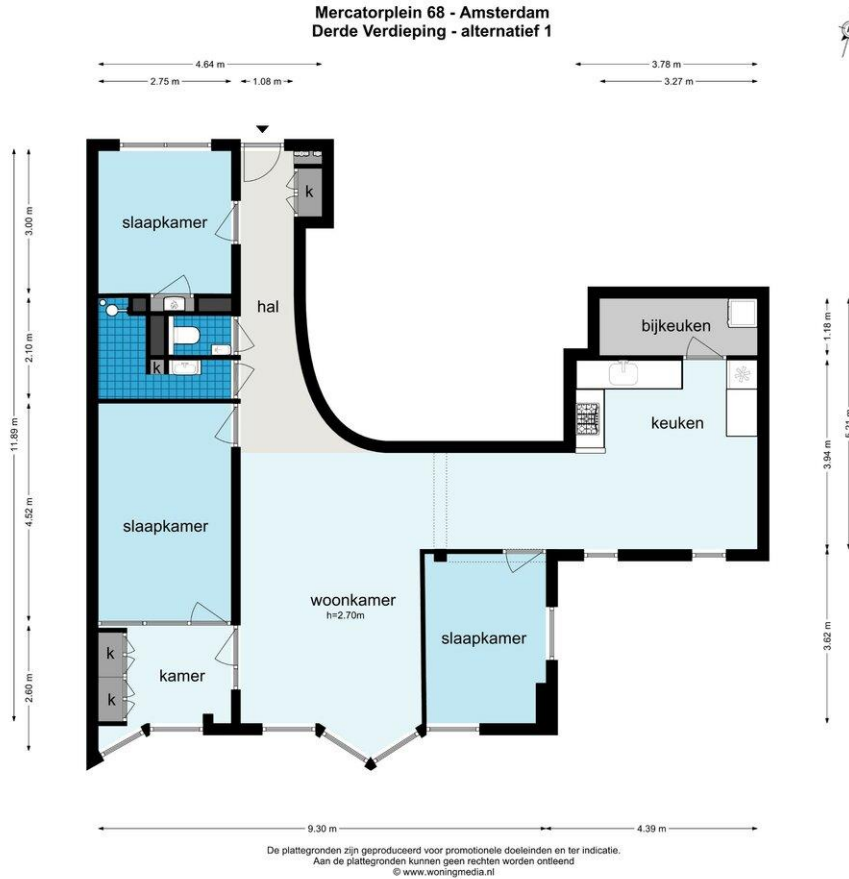 Mercatorplein 68 - Amsterdam
Derde Verdieping - alternatief 1
4.64 m
3.78 m
2.75 m
1.08 m
3.27 m
k
slaapkamer
3.00 m
hal
bijkeuken
1.18 m
2.10 m
k
keuken
5.21 m
11.89 m
3.94 m
slaapkamer
4.52 m
woonkamer
h=2.70m
slaapkamer
3.62 m
k
kamer
k
2.60 m
9.30 m
4.39 m
De plattegronden zijn geproduceerd voor promotionele doeleinden en ter indicatie.
Aan de plattegronden kunnen geen rechten worden ontleend
© www.woningmedia.nl